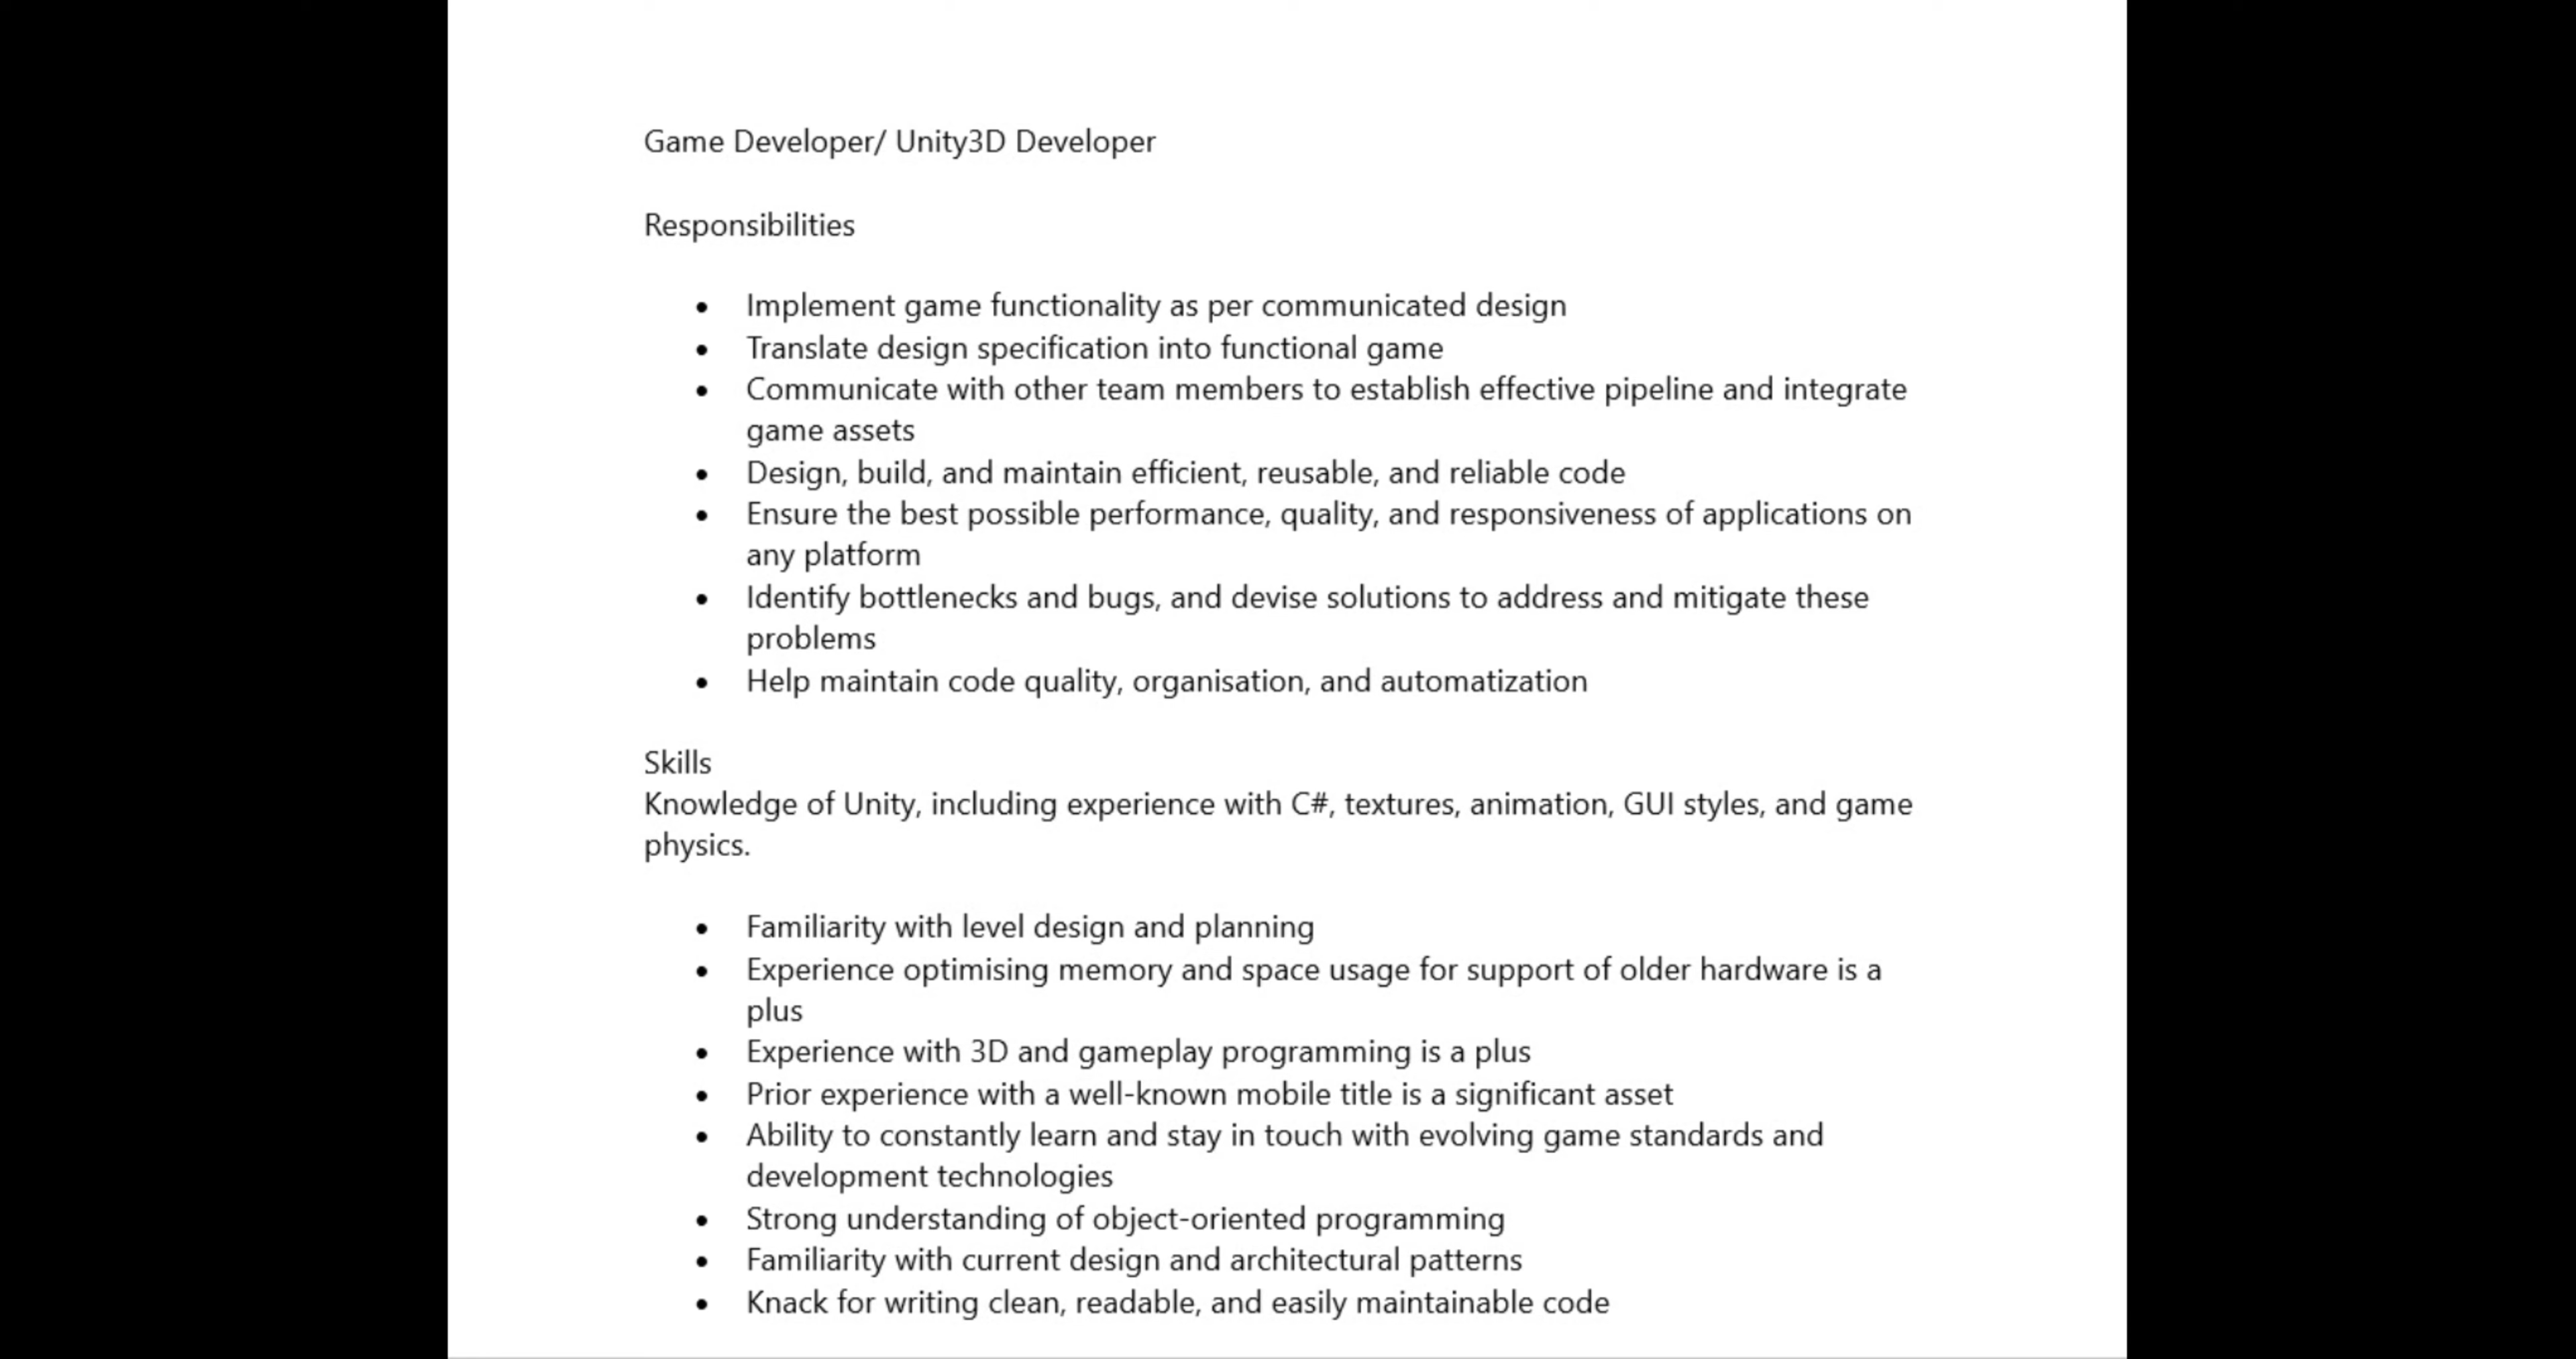 Game Developer/ Unity3D Developer
Responsibilities
• Implement game functionality as per communicated design
• Translate design specification into functional game
• Communicate with other team members to establish effective pipeline and integrate
game assets
• Design, build, and maintain efficient, reusable, and reliable code
• Ensure the best possible performance, quality, and responsiveness of applications on
any platform
• Identify bottlenecks and bugs, and devise solutions to address and mitigate these
problems
• Help maintain code quality, organisation, and automatization
Skills
Knowledge of Unity, including experience with C#, textures, animation, GUI styles, and game
physics.
• Familiarity with level design and planning
• Experience optimising memory and space usage for support of older hardware is a
plus
• Experience with 3D and gameplay programming is a plus
• Prior experience with a well-known mobile title is a significant asset
• Ability to constantly learn and stay in touch with evolving game standards and
development technologies
• Strong understanding of object-oriented programming
• Familiarity with current design and architectural patterns
• Knack for writing clean, readable, and easily maintainable code